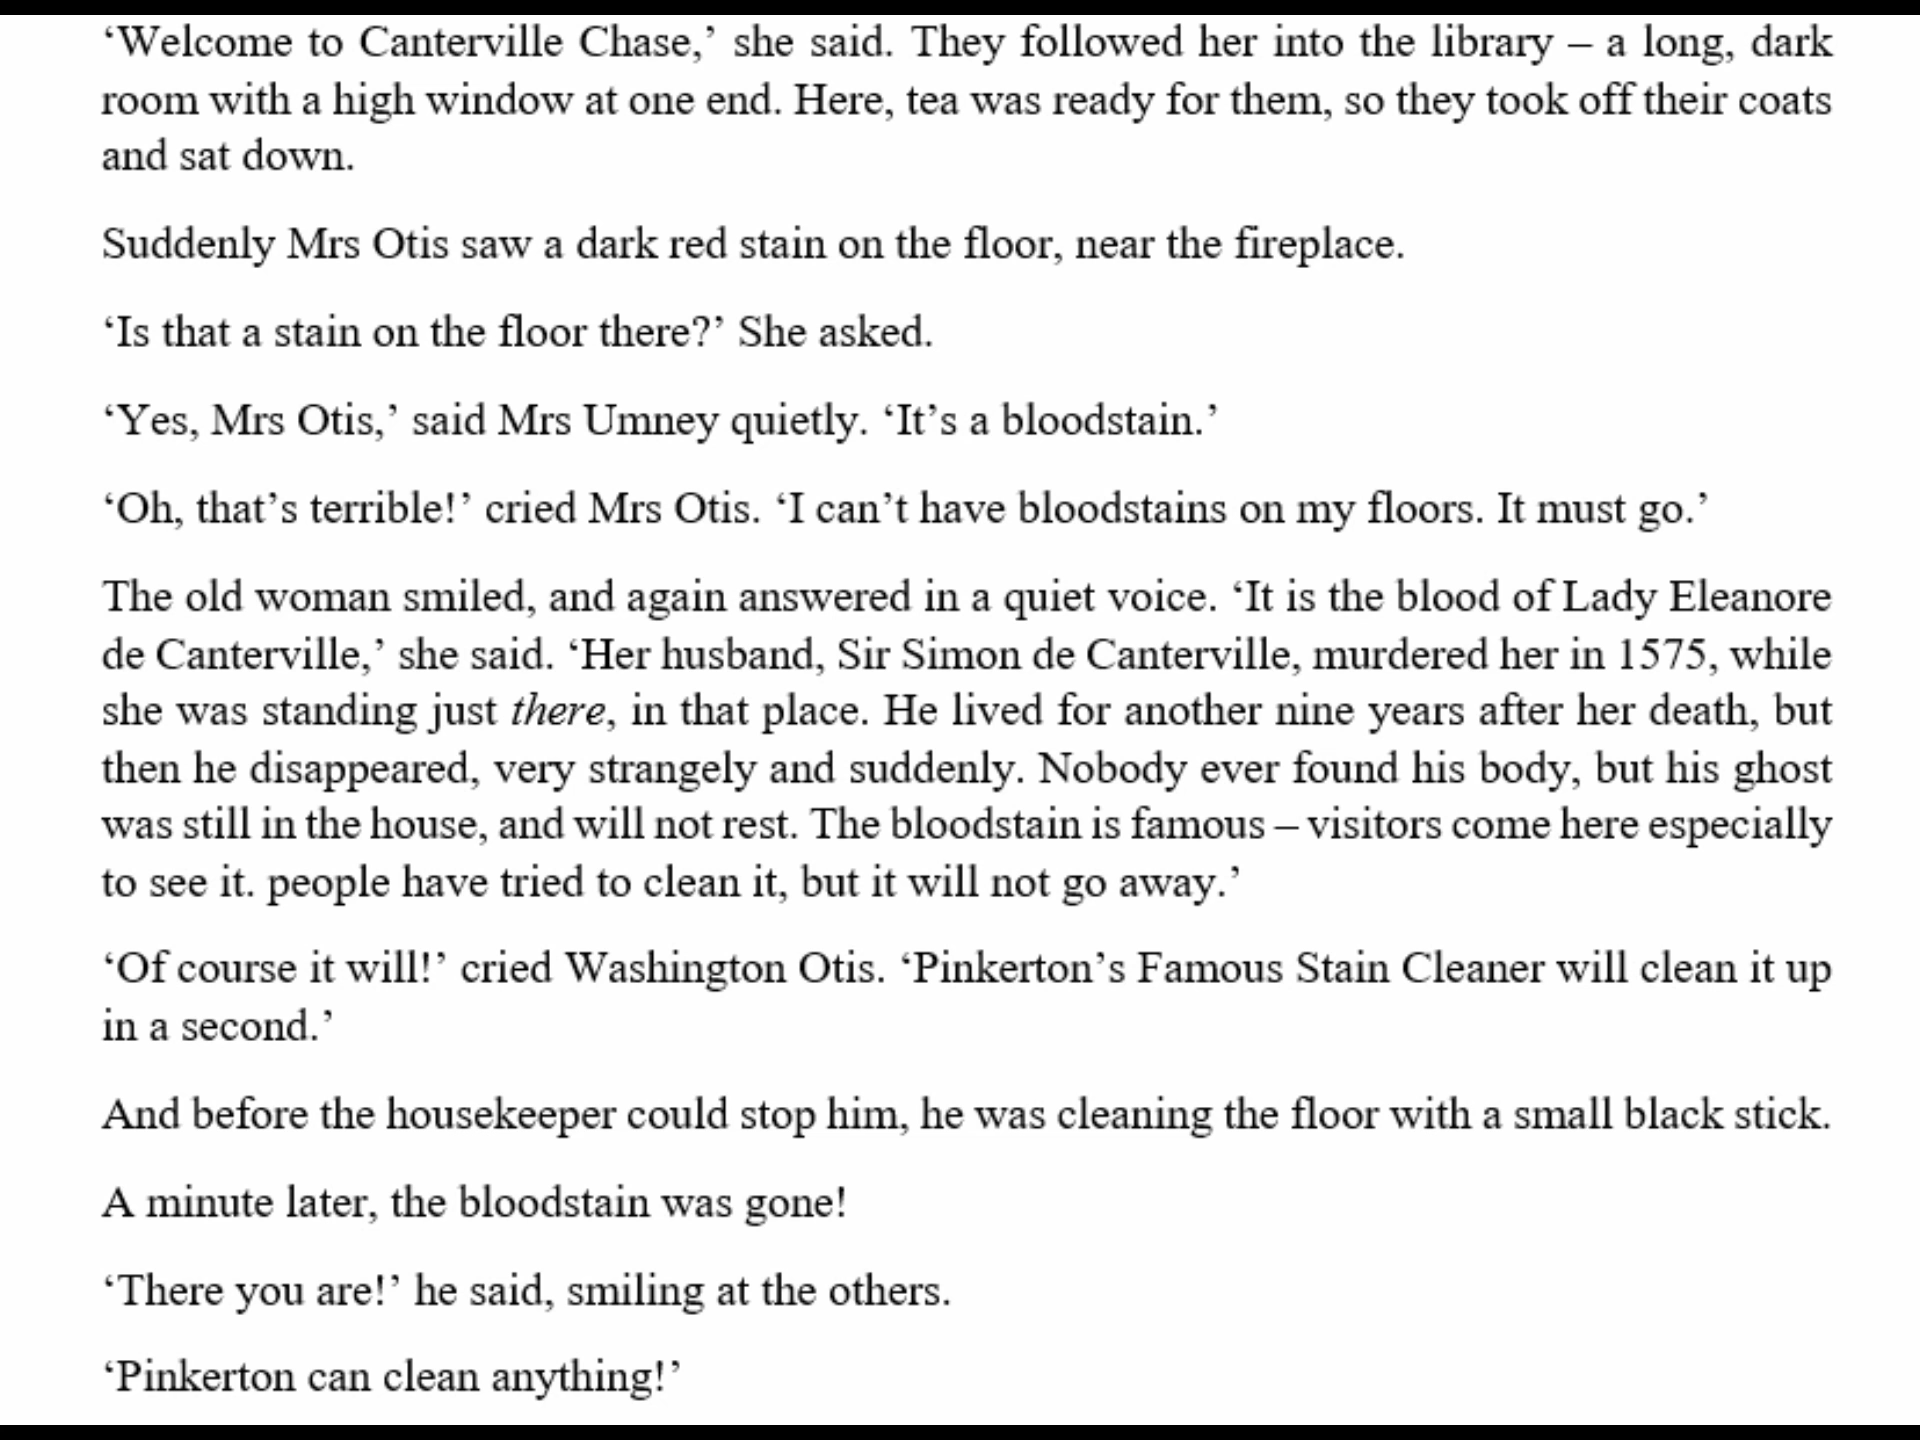 ‘Welcome to Canterville Chase,’ she said. They followed her into the library – a long, dark
room with a high window at one end. Here, tea was ready for them, so they took off their coats
and sat down.
Suddenly Mrs Otis saw a dark red stain on the floor, near the fireplace.
‘Is that a stain on the floor there?’ She asked.
‘Yes, Mrs Otis,’ said Mrs Umney quietly. ‘It’s a bloodstain.’
‘Oh, that’s terrible!’ cried Mrs Otis. ‘I can’t have bloodstains on my floors. It must go.’
The old woman smiled, and again answered in a quiet voice. ‘It is the blood of Lady Eleanore
de Canterville,’ she said. ‘Her husband, Sir Simon de Canterville, murdered her in 1575, while
she was standing just there, in that place. He lived for another nine years after her death, but
then he disappeared, very strangely and suddenly. Nobody ever found his body, but his ghost
was still in the house, and will not rest. The bloodstain is famous – visitors come here especially
to see it. people have tried to clean it, but it will not go away.’
‘Of course it will!’ cried Washington Otis. ‘Pinkerton’s Famous Stain Cleaner will clean it up
in a second.’
And before the housekeeper could stop him, he was cleaning the floor with a small black stick.
A minute later, the bloodstain was gone!
‘There you are!’ he said, smiling at the others.
‘Pinkerton can clean anything!’